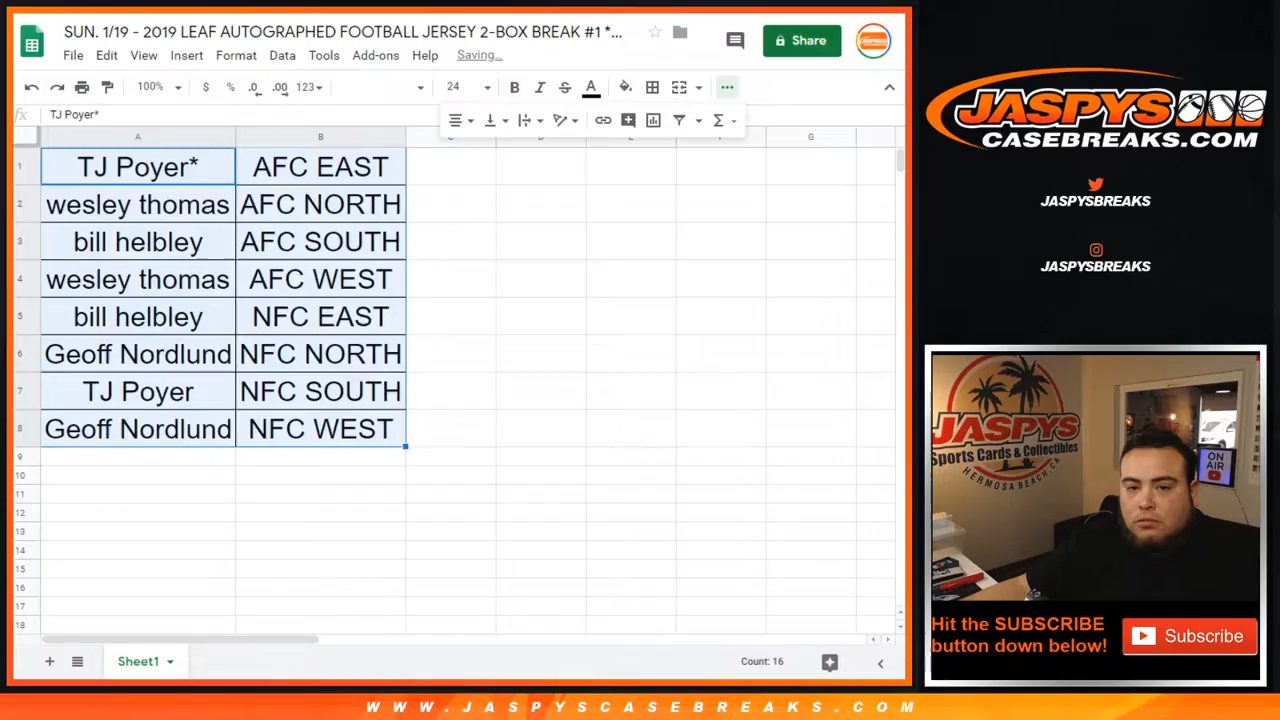 SUN. 1/19 - 2019 LEAF AUTOGRAPHED FOOTBALL JERSEY 2-BOX BREAK #1 *...
File Edit View Insert Format Data Tools Add-ons Help Saving...
Share
100% $ % .0 .00 123 24 B I S A
fx TJ Poyer*
A B G
1 TJ Poyer* AFC EAST
2 wesley thomas AFC NORTH
3 bill helbley AFC SOUTH
4 wesley thomas AFC WEST
5 bill helbley NFC EAST
6 Geoff Nordlund NFC NORTH
7 TJ Poyer NFC SOUTH
8 Geoff Nordlund NFC WEST
9
10
11
12
13
14
15
16
17
18
Sheet1
Count: 16
JASPYS
CASEBREAKS.COM
JASPYSBREAKS
JASPYSBREAKS
JASPYS
Sports Cards & Collectibles
HERMOSA BEACH, CA
ON
AIR
Hit the SUBSCRIBE
button down below!
Subscribe
WWW.JASPYSCASEBREAKS.COM